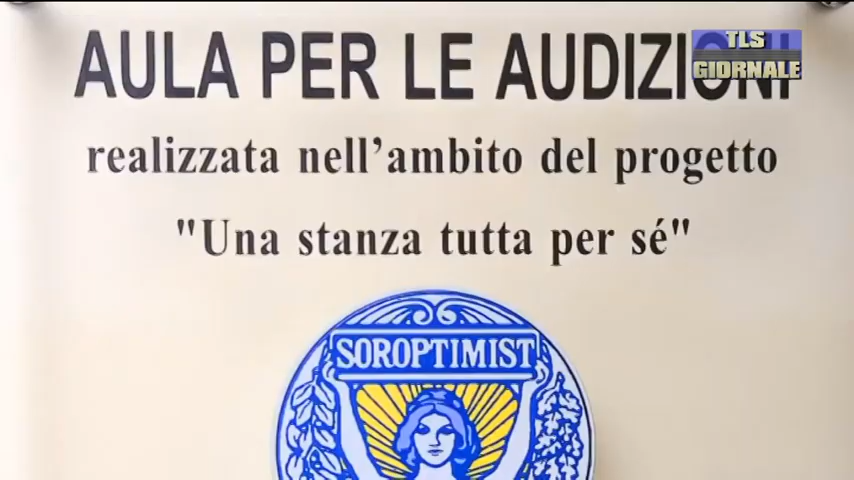 AULA PER LE AUDIZIONI
TLS
GIORNALE
realizzata nell'ambito del progetto
"Una stanza tutta per sé"
SOROPTIMIST